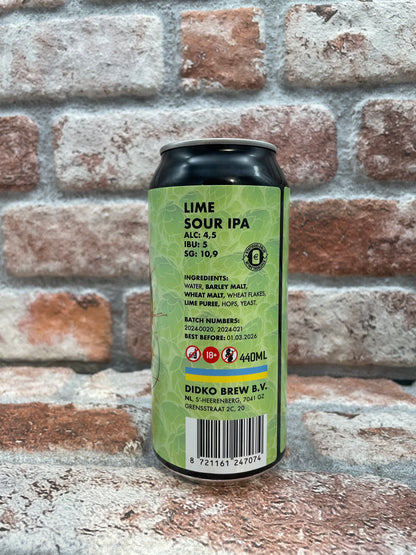 LIME
SOUR IPA
ALC: 4,5
IBU: 5
SG: 10,9
€
INGREDIENTS:
WATER, BARLEY MALT,
WHEAT MALT, WHEAT FLAKES,
LIME PUREE, HOPS, YEAST.
BATCH NUMBERS:
2024-0020, 2024-021
BEST BEFORE: 01.03.2026
18+
440ML
DIDKO BREW B.V.
NL, S'-HEERENBERG, 7041 GZ
GRENSSTRAAT 2C, 20
8 721161 247074